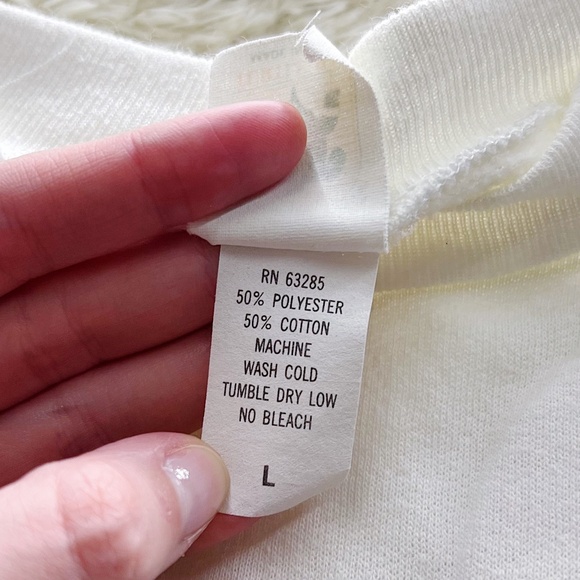 RN 63285
50% POLYESTER
50% COTTON
MACHINE
WASH COLD
TUMBLE DRY LOW
NO BLEACH
L